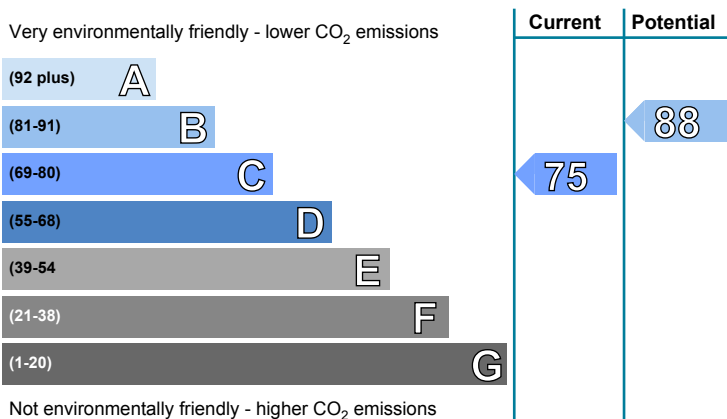 Very environmentally friendly - lower CO2 emissions
Current
Potential
(92 plus) A
(81-91) B
88
(69-80) C
75
(55-68) D
(39-54 E
(21-38) F
(1-20) G
Not environmentally friendly - higher CO2 emissions